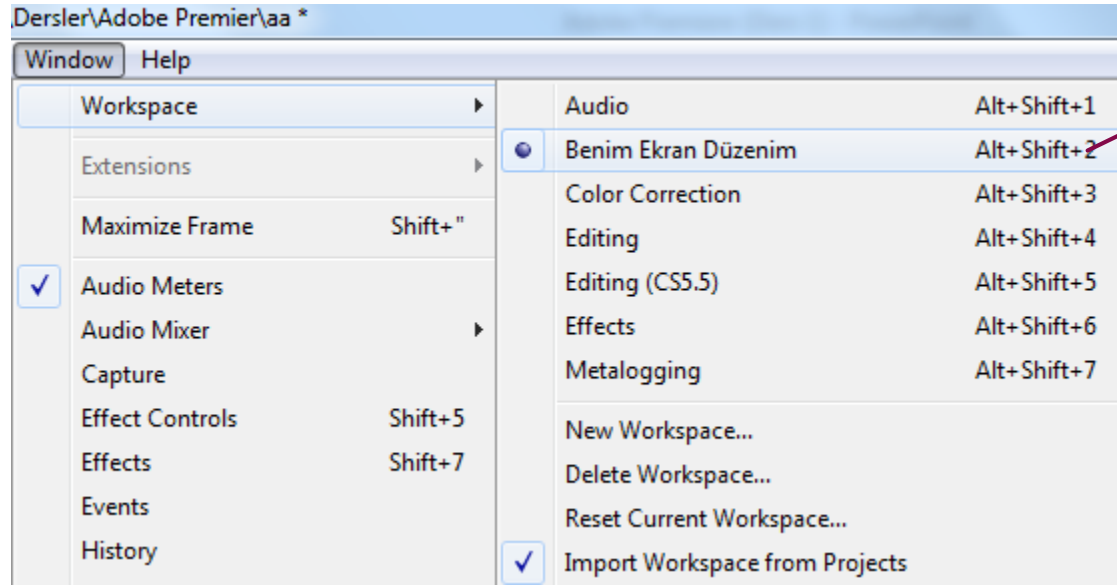 \Dersler\Adobe Premier\aa *
Window Help
Workspace
Extensions
Maximize Frame Shift+"
Audio Meters
Audio Mixer
Capture
Effect Controls Shift+5
Effects Shift+7
Events
History
Audio Alt+Shift+1
Benim Ekran Düzenim Alt+Shift+2
Color Correction Alt+Shift+3
Editing Alt+Shift+4
Editing (CS5.5) Alt+Shift+5
Effects Alt+Shift+6
Metalogging Alt+Shift+7
New Workspace...
Delete Workspace...
Reset Current Workspace...
Import Workspace from Projects